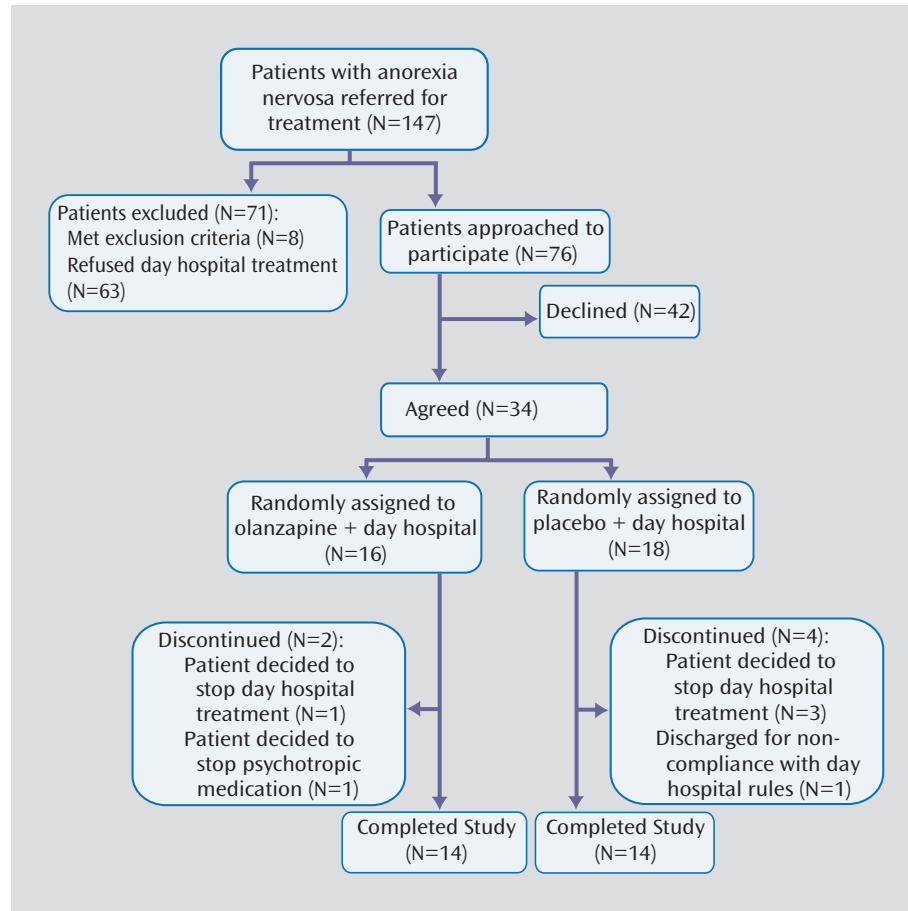 Patients with anorexia
nervosa referred for
treatment (N=147)
Patients excluded (N=71):
Met exclusion criteria (N=8)
Refused day hospital treatment
(N=63)
Patients approached to
participate (N=76)
Declined (N=42)
Agreed (N=34)
Randomly assigned to
olanzapine + day hospital
(N=16)
Randomly assigned to
placebo + day hospital
(N=18)
Discontinued (N=2):
Patient decided to
stop day hospital
treatment (N=1)
Patient decided to
stop psychotropic
medication (N=1)
Discontinued (N=4):
Patient decided to
stop day hospital
treatment (N=3)
Discharged for non-
compliance with day
hospital rules (N=1)
Completed Study
(N=14)
Completed Study
(N=14)